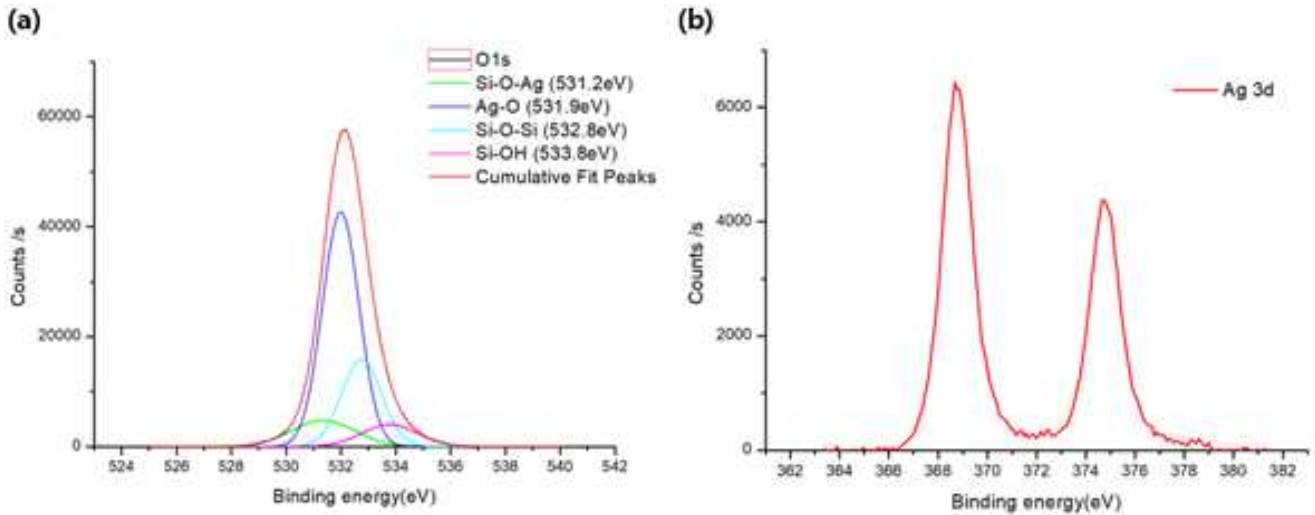 (a)
O1s
Si-O-Ag (531.2eV)
Ag-O (531.9eV)
Si-O-Si (532.8eV)
Si-OH (533.8eV)
Cumulative Fit Peaks
60000
40000
20000
0
Counts /s
524 526 528 530 532 534 536 538 540 542
Binding energy(eV)
(b)
Ag 3d
6000
4000
2000
0
Counts /s
362 364 366 368 370 372 374 376 378 380 382
Binding energy(eV)